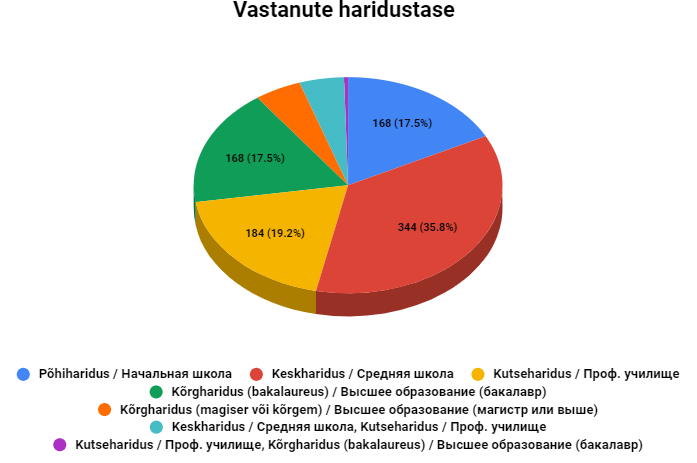 Vastanute haridustase
168 (17.5%)
168 (17.5%)
344 (35.8%)
184 (19.2%)
Põhiharidus / Начальная школа
Keskharidus / Средняя школа
Kutseharidus / Проф. училище
Kõrgharidus (bakalaureus) / Высшее образование (бакалавр)
Kõrgharidus (magiser või kõrgem) / Высшее образование (магистр или выше)
Keskharidus / Средняя школа, Kutseharidus / Проф. училище
Kutseharidus / Проф. училище, Kõrgharidus (bakalaureus) / Высшее образование (бакалавр)